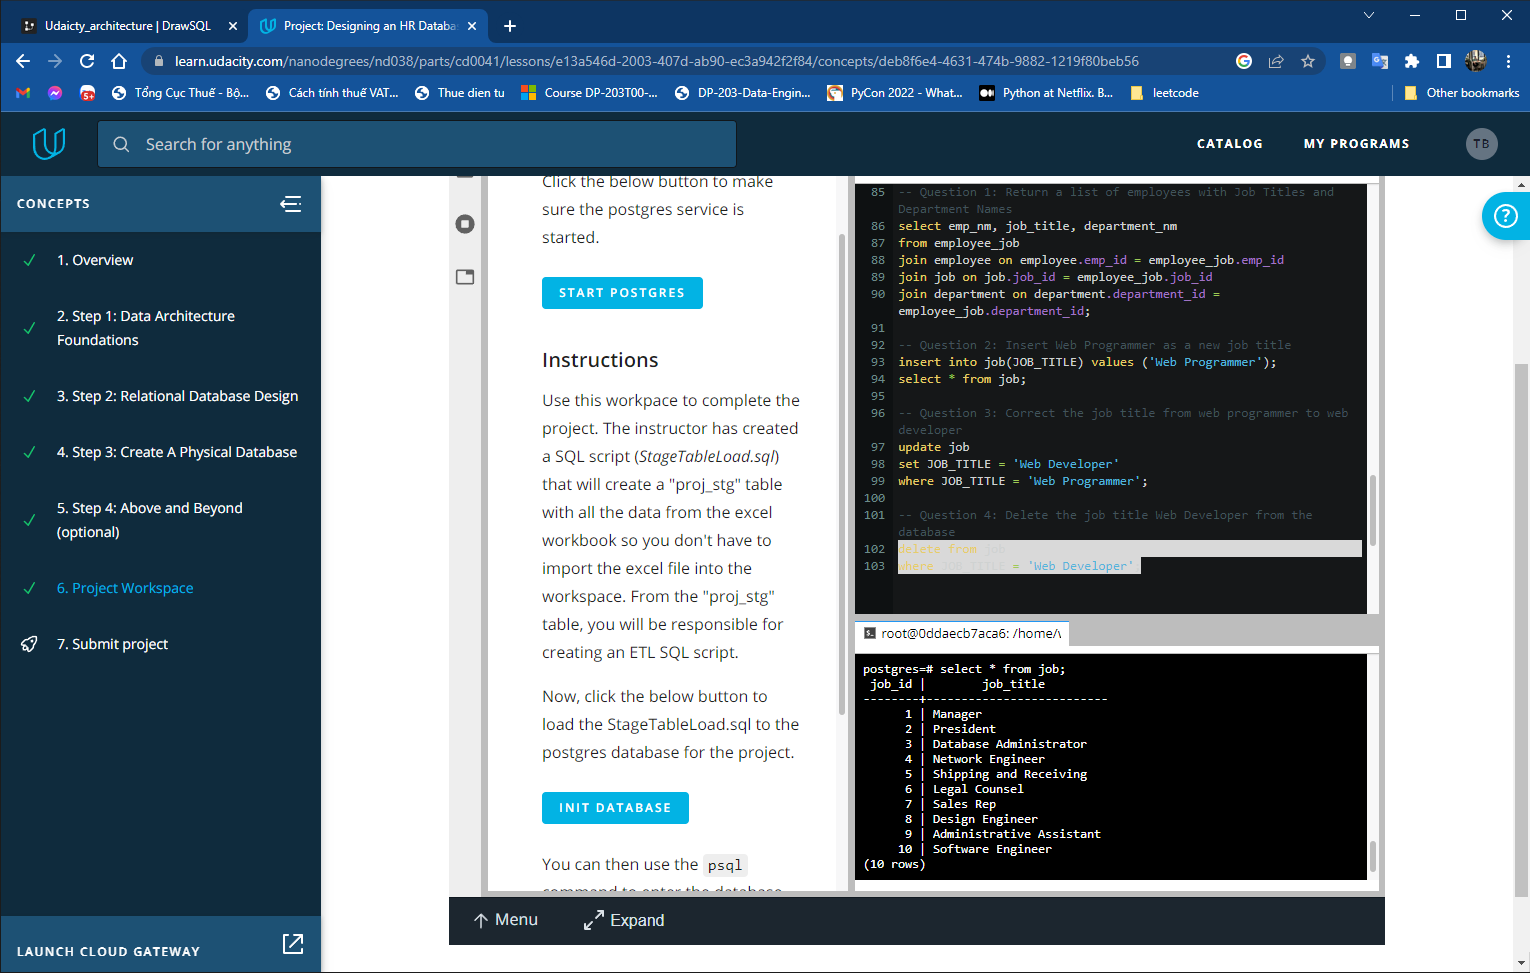 Udaicty_architecture | DrawSQL
Project: Designing an HR Databa
learn.udacity.com/nanodegrees/nd038/parts/cd0041/lessons/e13a546d-2003-407d-ab90-ec3a942f2f84/concepts/deb8f6e4-4631-474b-9882-1219f80beb56
Tổng Cục Thuế - Bộ...
Cách tính thuế VAT...
Thue dien tu
Course DP-203T00-...
DP-203-Data-Engin...
PyCon 2022 - What...
Python at Netflix. B...
leetcode
Other bookmarks
Search for anything
CATALOG
MY PROGRAMS
TB
CONCEPTS
1. Overview
2. Step 1: Data Architecture
Foundations
3. Step 2: Relational Database Design
4. Step 3: Create A Physical Database
5. Step 4: Above and Beyond
(optional)
6. Project Workspace
7. Submit project
LAUNCH CLOUD GATEWAY
Click the below button to make
sure the postgres service is
started.
START POSTGRES
Instructions
Use this workpace to complete the
project. The instructor has created
a SQL script (StageTableLoad.sql)
that will create a "proj_stg" table
with all the data from the excel
workbook so you don't have to
import the excel file into the
workspace. From the "proj_stg"
table, you will be responsible for
creating an ETL SQL script.
Now, click the below button to
load the StageTableLoad.sql to the
postgres database for the project.
INIT DATABASE
You can then use the psql
command to enter the database
85 -- Question 1: Return a list of employees with Job Titles and
Department Names
86 select emp_nm, job_title, department_nm
87 from employee_job
88 join employee on employee.emp_id = employee_job.emp_id
89 join job on job.job_id = employee_job.job_id
90 join department on department.department_id =
employee_job.department_id;
91
92 -- Question 2: Insert Web Programmer as a new job title
93 insert into job(JOB_TITLE) values ('Web Programmer');
94 select * from job;
95
96 -- Question 3: Correct the job title from web programmer to web
developer
97 update job
98 set JOB_TITLE = 'Web Developer'
99 where JOB_TITLE = 'Web Programmer';
100
101 -- Question 4: Delete the job title Web Developer from the
database
102 delete from job
103 where JOB_TITLE = 'Web Developer';
root@0ddaecb7aca6: /home/
postgres=# select * from job;
job_id | job_title
--------+--------------------------
1 | Manager
2 | President
3 | Database Administrator
4 | Network Engineer
5 | Shipping and Receiving
6 | Legal Counsel
7 | Sales Rep
8 | Design Engineer
9 | Administrative Assistant
10 | Software Engineer
(10 rows)
Menu
Expand